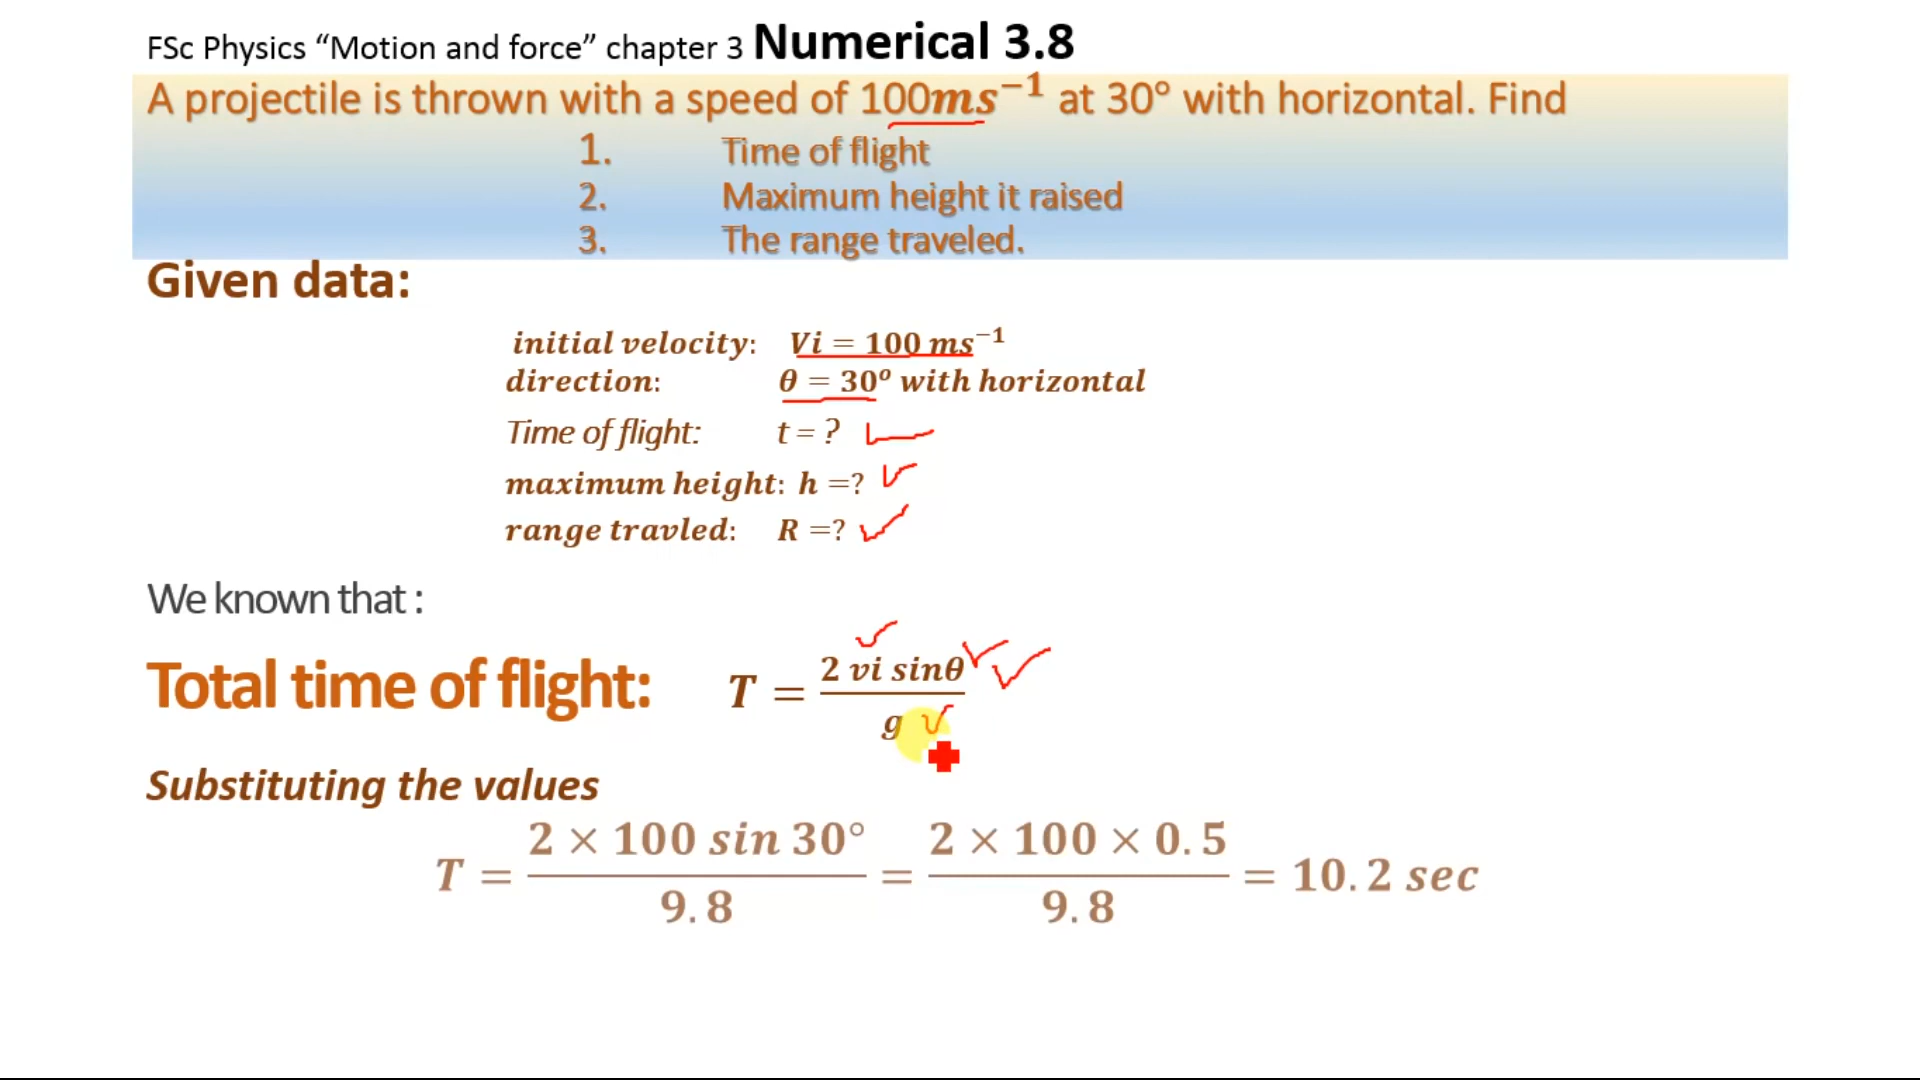 FSc Physics “Motion and force” chapter 3 Numerical 3.8
A projectile is thrown with a speed of 100ms⁻¹ at 30° with horizontal. Find
1. Time of flight
2. Maximum height it raised
3. The range traveled.
Given data:
initial velocity: Vi = 100 ms⁻¹
direction: θ = 30ᵒ with horizontal
Time of flight: t = ?
maximum height: h =?
range travled: R =?
We known that :
Total time of flight: T = 2 vi sinθ / g
Substituting the values
T = 2 × 100 sin 30° / 9.8 = 2 × 100 × 0.5 / 9.8 = 10.2 sec